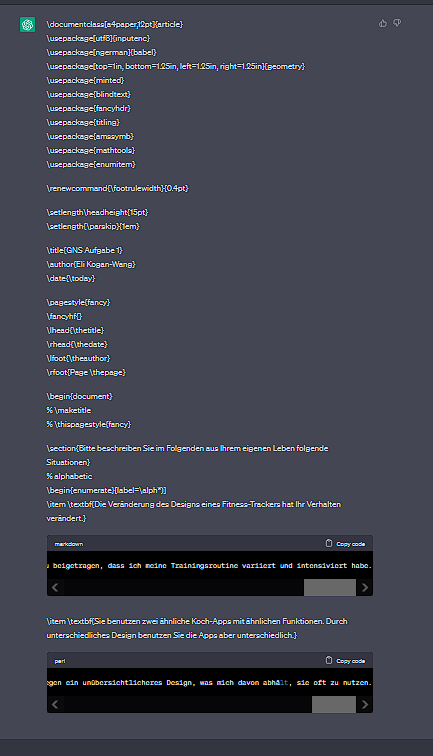 \documentclass[a4paper,12pt]{article}
\usepackage[utf8]{inputenc}
\usepackage[ngerman]{babel}
\usepackage[top=1in, bottom=1.25in, left=1.25in, right=1.25in]{geometry}
\usepackage{minted}
\usepackage{blindtext}
\usepackage{fancyhdr}
\usepackage{titling}
\usepackage{amssymb}
\usepackage{mathtools}
\usepackage{enumitem}
\renewcommand{\footrulewidth}{0.4pt}
\setlength\headheight{15pt}
\setlength{\parskip}{1em}
\title{GNS Aufgabe 1}
\author{Eli Kogan-Wang}
\date{\today}
\pagestyle{fancy}
\fancyhf{}
\lhead{\thetitle}
\rhead{\thedate}
\lfoot{\theauthor}
\rfoot{Page \thepage}
\begin{document}
% \maketitle
% \thispagestyle{fancy}
\section{Bitte beschreiben Sie im Folgenden aus Ihrem eigenen Leben folgende
Situationen}
% alphabetic
\begin{enumerate}[label=\alph*)]
\item \textbf{Die Veränderung des Designs eines Fitness-Trackers hat Ihr Verhalten
verändert.}
markdown Copy code
beigetragen, dass ich meine Trainingsroutine variiert und intensiviert habe.
\item \textbf{Sie benutzen zwei ähnliche Koch-Apps mit ähnlichen Funktionen. Durch
unterschiedliches Design benutzen Sie die Apps aber unterschiedlich.}
perl Copy code
ein unübersichtlicheres Design, was mich davon abhält, sie oft zu nutzen.